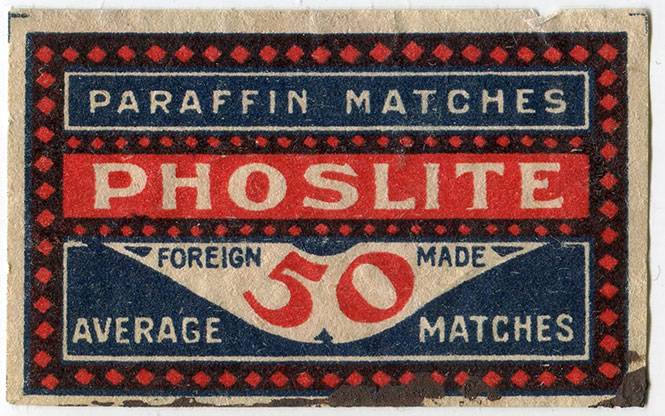 PARAFFIN MATCHES
PHOSLITE
FOREIGN 50 MADE
AVERAGE MATCHES